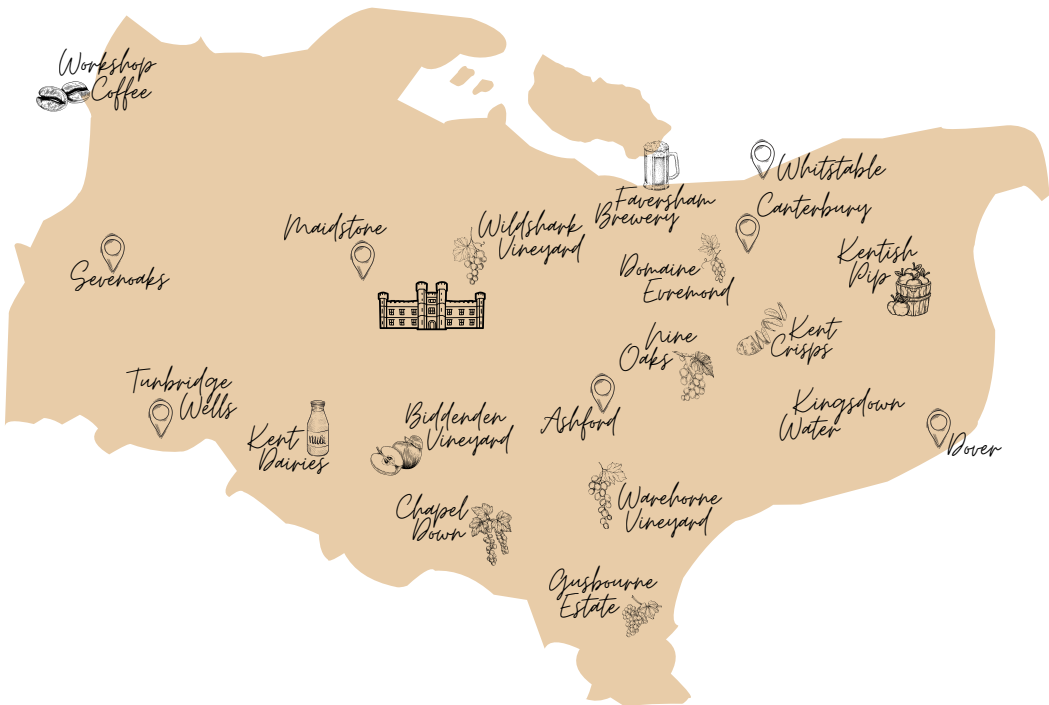 Workshop
Coffee
Whitstable
Faversham
Brewery
Canterbury
Maidstone
Wildshark
Vineyard
Kentish
Pip
Sevenoaks
Domaine
Evremond
Kent
Crisps
Nine
Oaks
Tunbridge
Wells
Ashford
Biddenden
Vineyard
Kingsdown
Water
Kent
Dairies
Milk
Dover
Chapel
Down
Warehorne
Vineyard
Gusbourne
Estate